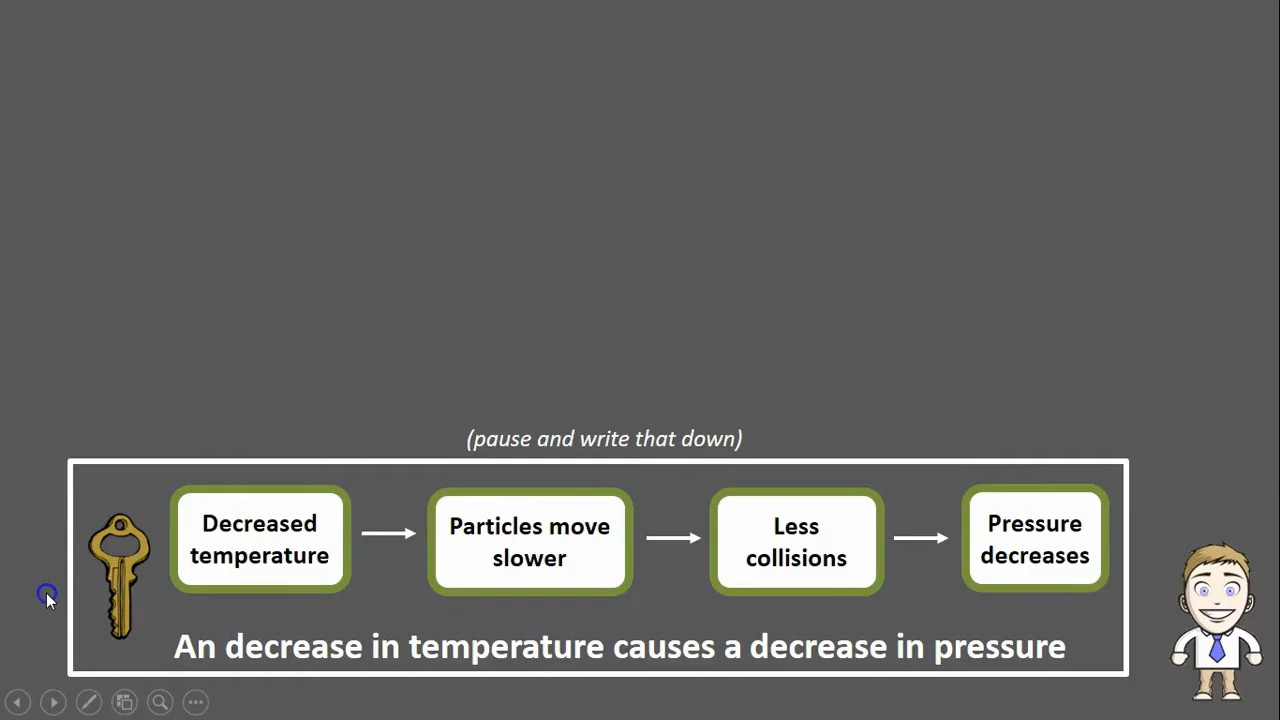 (pause and write that down)
Decreased
temperature
Particles move
slower
Less
collisions
Pressure
decreases
An decrease in temperature causes a decrease in pressure